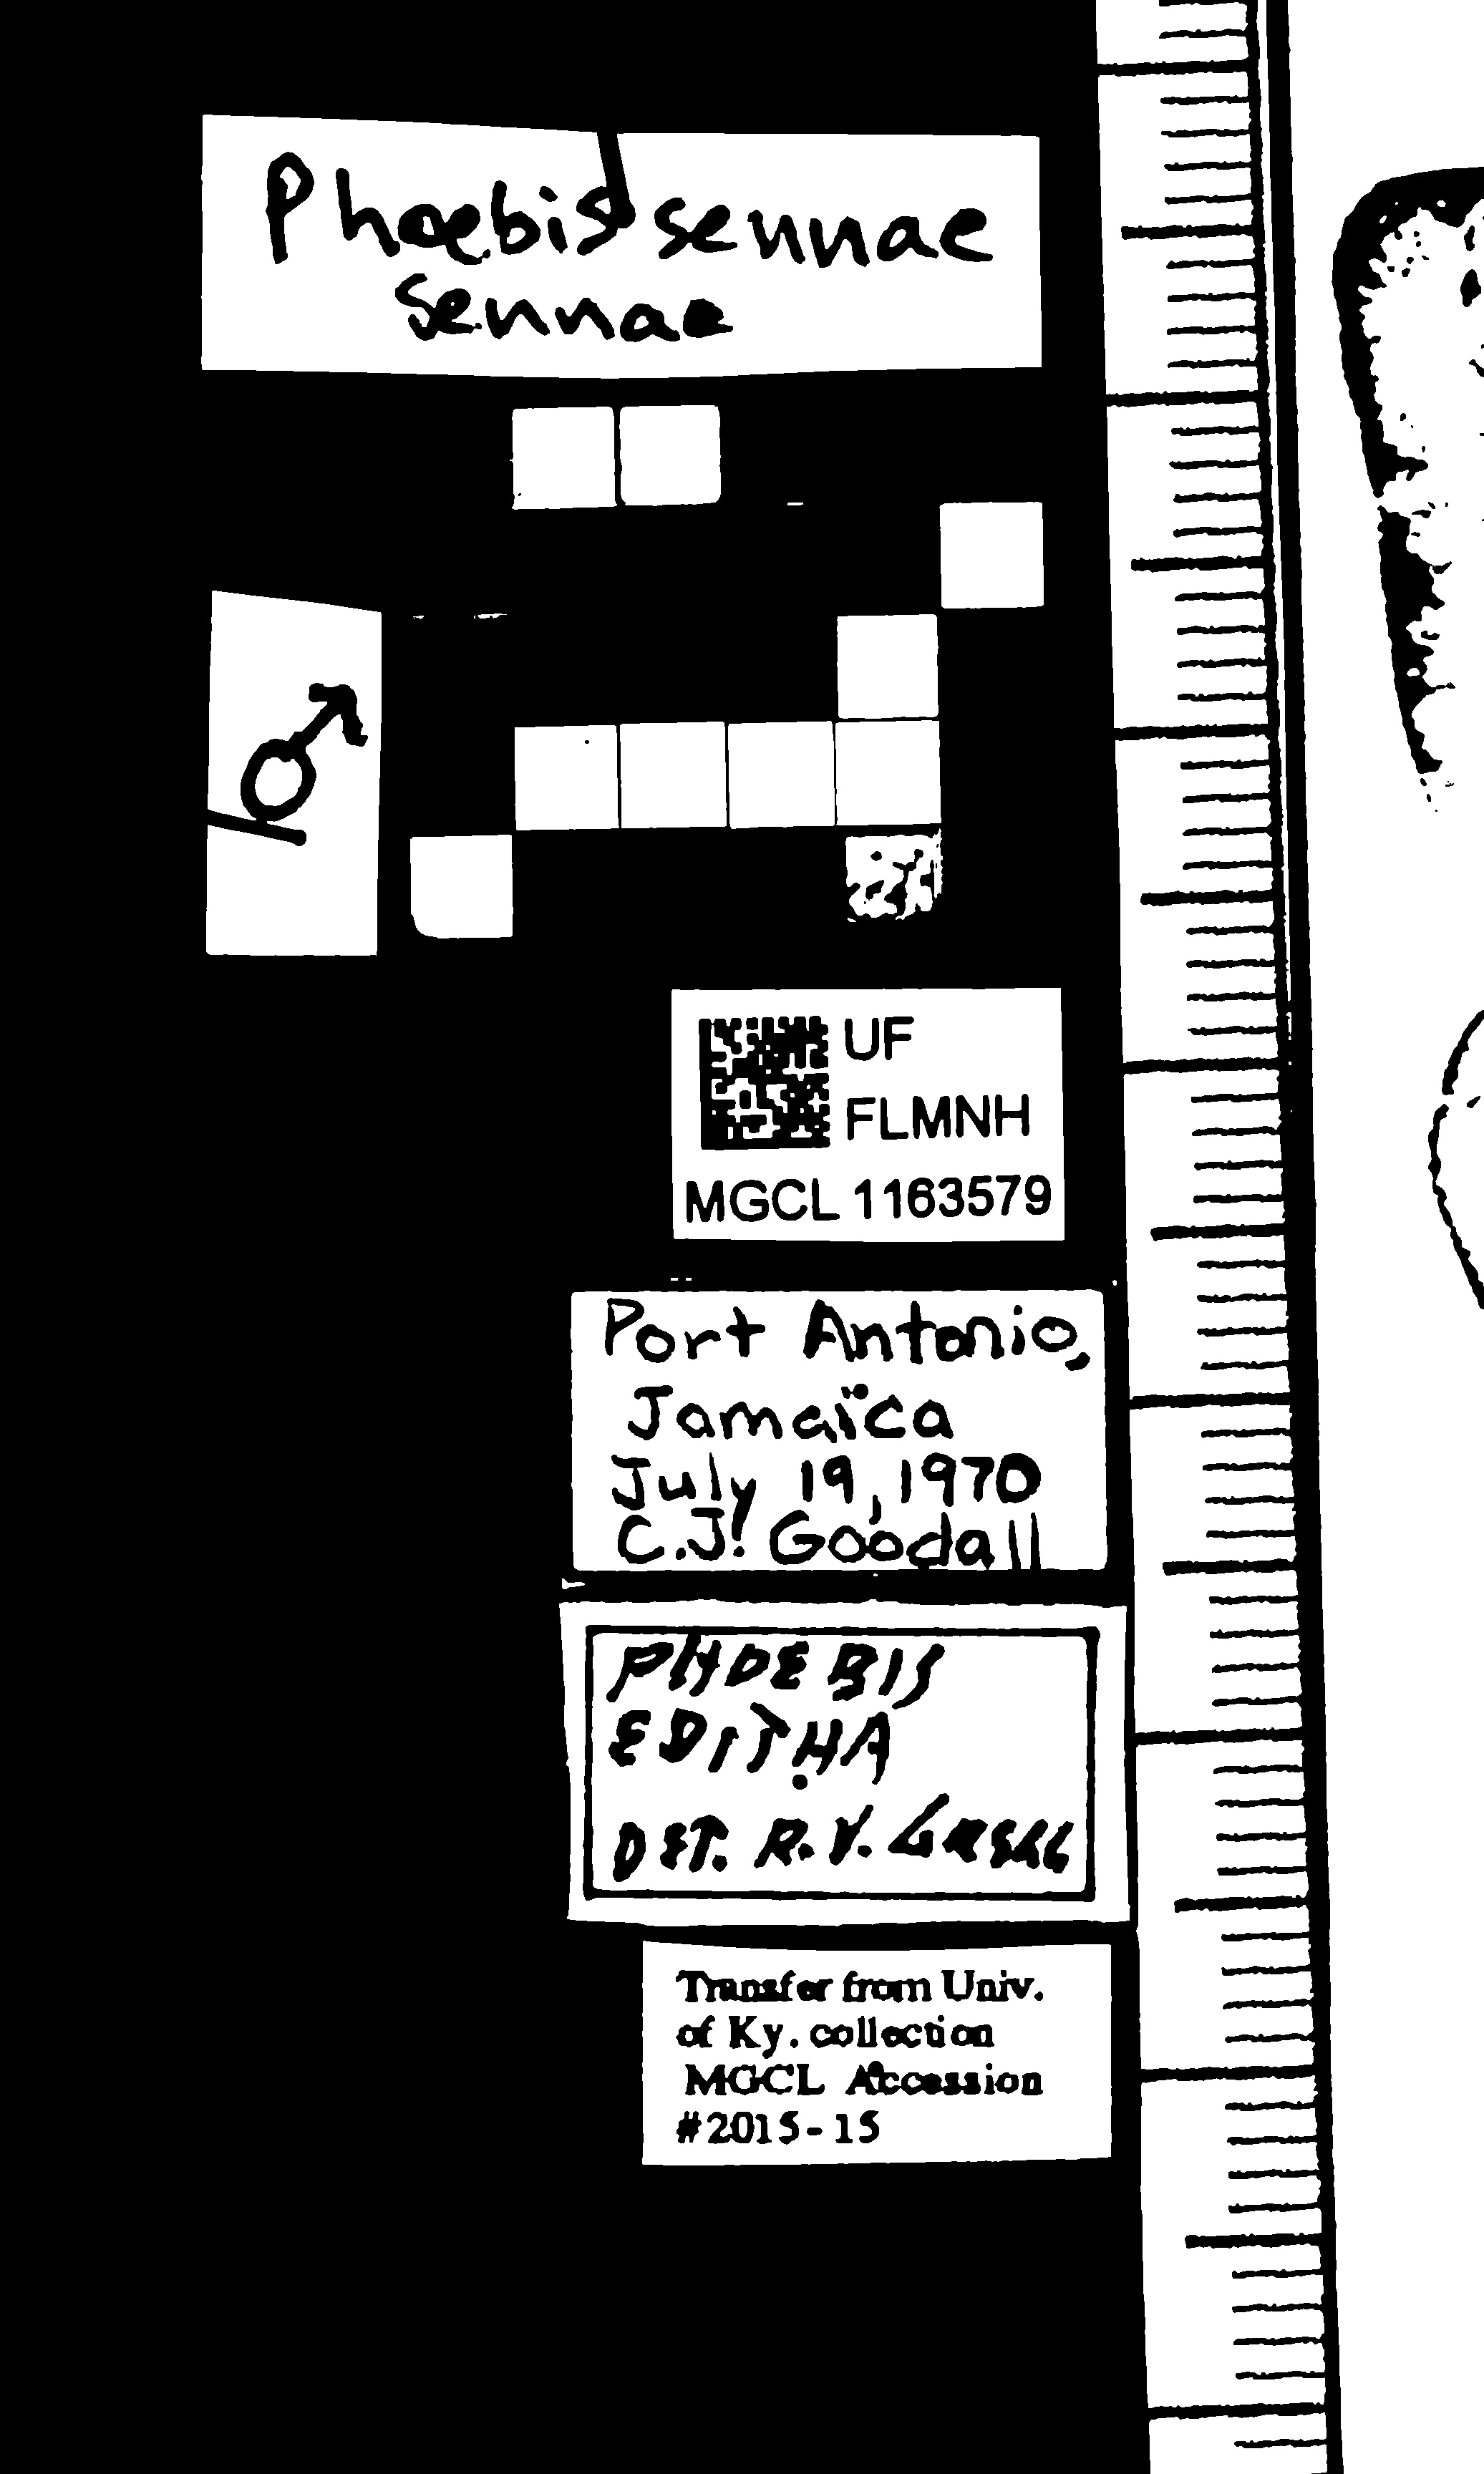 Phoebis sennae
sennae
♂
UF
FLMNH
MGCL 1163579
Port Antonio,
Jamaïca
July 19, 1970
C.J. Goodall
PHOEBIS
EDITHA
DET. R.V.
Transfer from Univ.
of Ky. collection
MGCL Accession
#2015-15